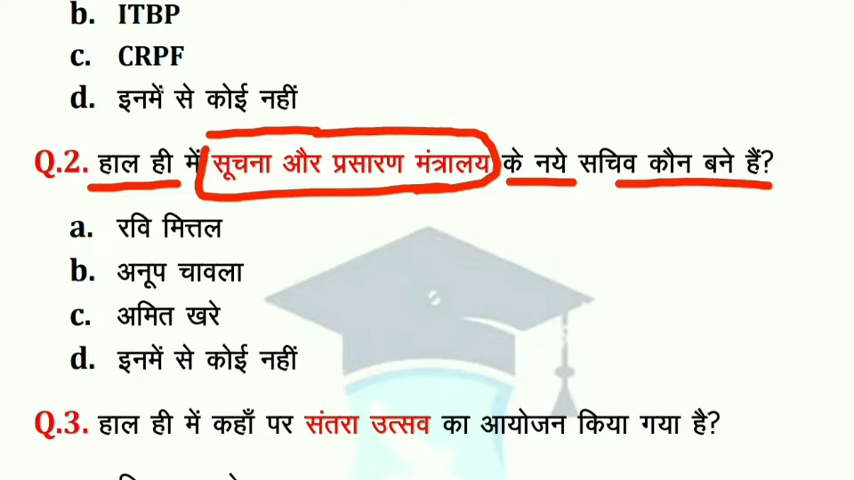 b. ITBP
c. CRPF
d. इनमें से कोई नहीं
Q.2. हाल ही में सूचना और प्रसारण मंत्रालय के नये सचिव कौन बने हैं?
a. रवि मित्तल
b. अनूप चावला
c. अमित खरे
d. इनमें से कोई नहीं
Q.3. हाल ही में कहाँ पर संतरा उत्सव का आयोजन किया गया है?